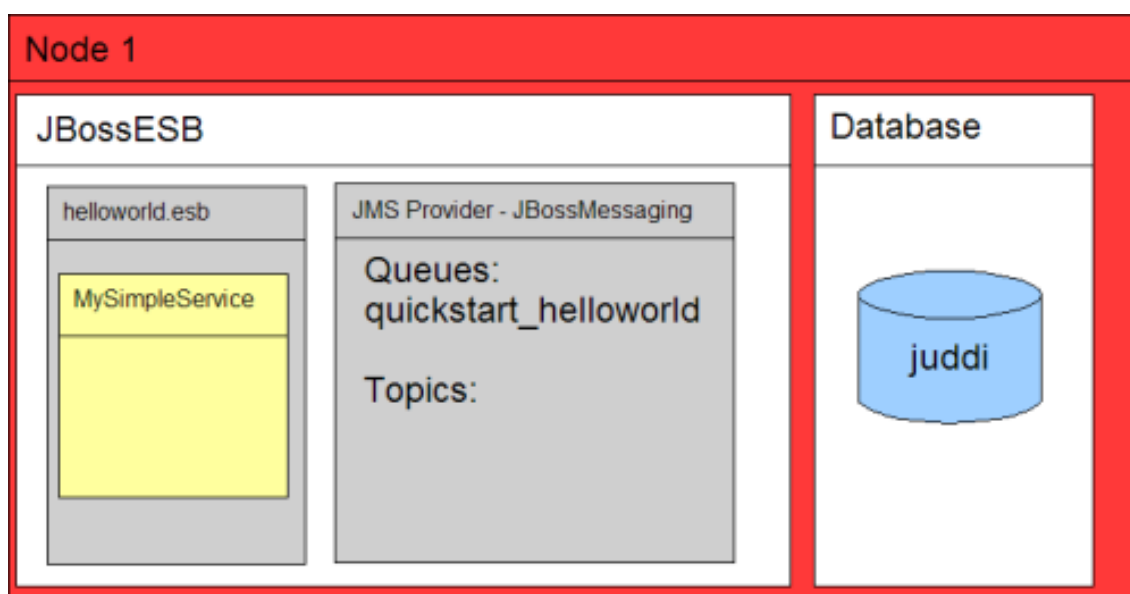 Node 1
JBossESB
helloworld.esb
MySimpleService
JMS Provider - JBossMessaging
Queues:
quickstart_helloworld
Topics:
Database
juddi